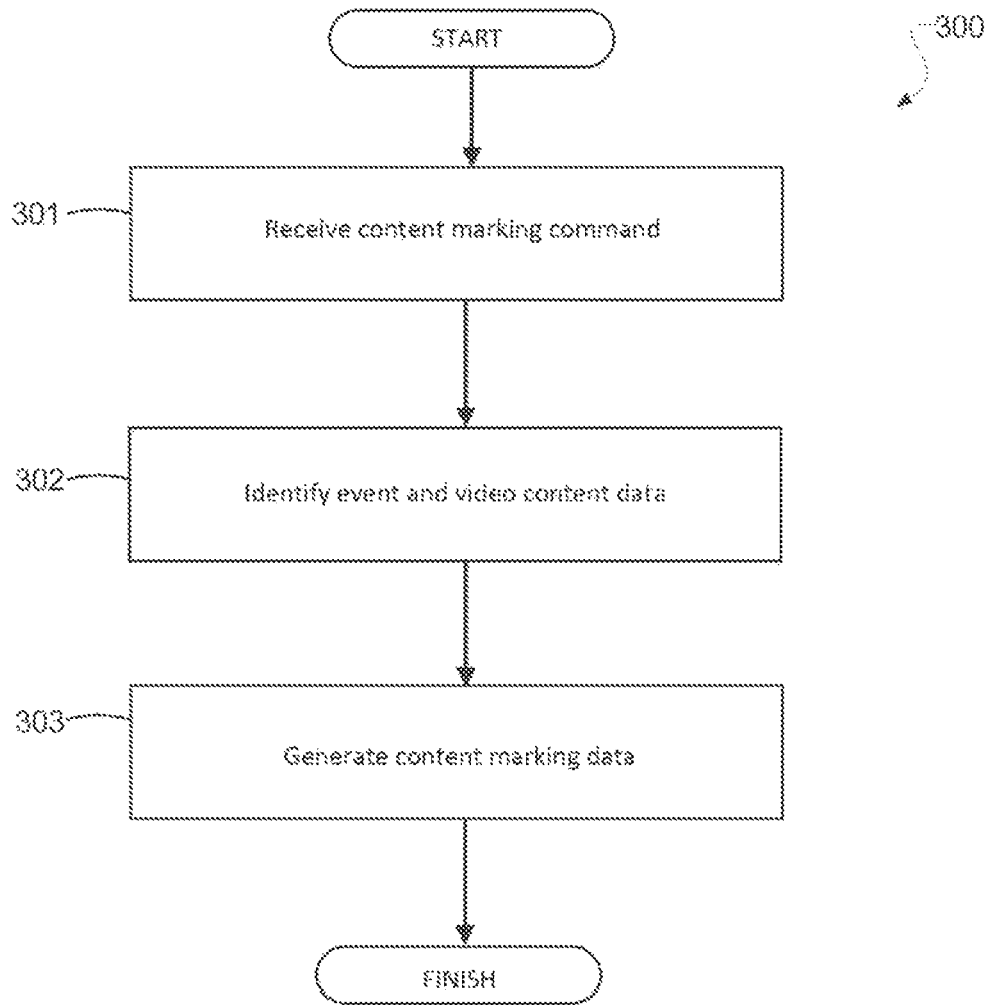 START
300
301
Receive content marking command
302
Identify event and video content data
303
Generate content marking data
FINISH